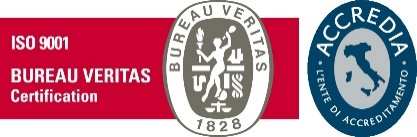 ISO 9001
BUREAU VERITAS
Certification
BUREAU VERITAS
1828
ACCREDIA
L'ENTE DI ACCREDITAMENTO